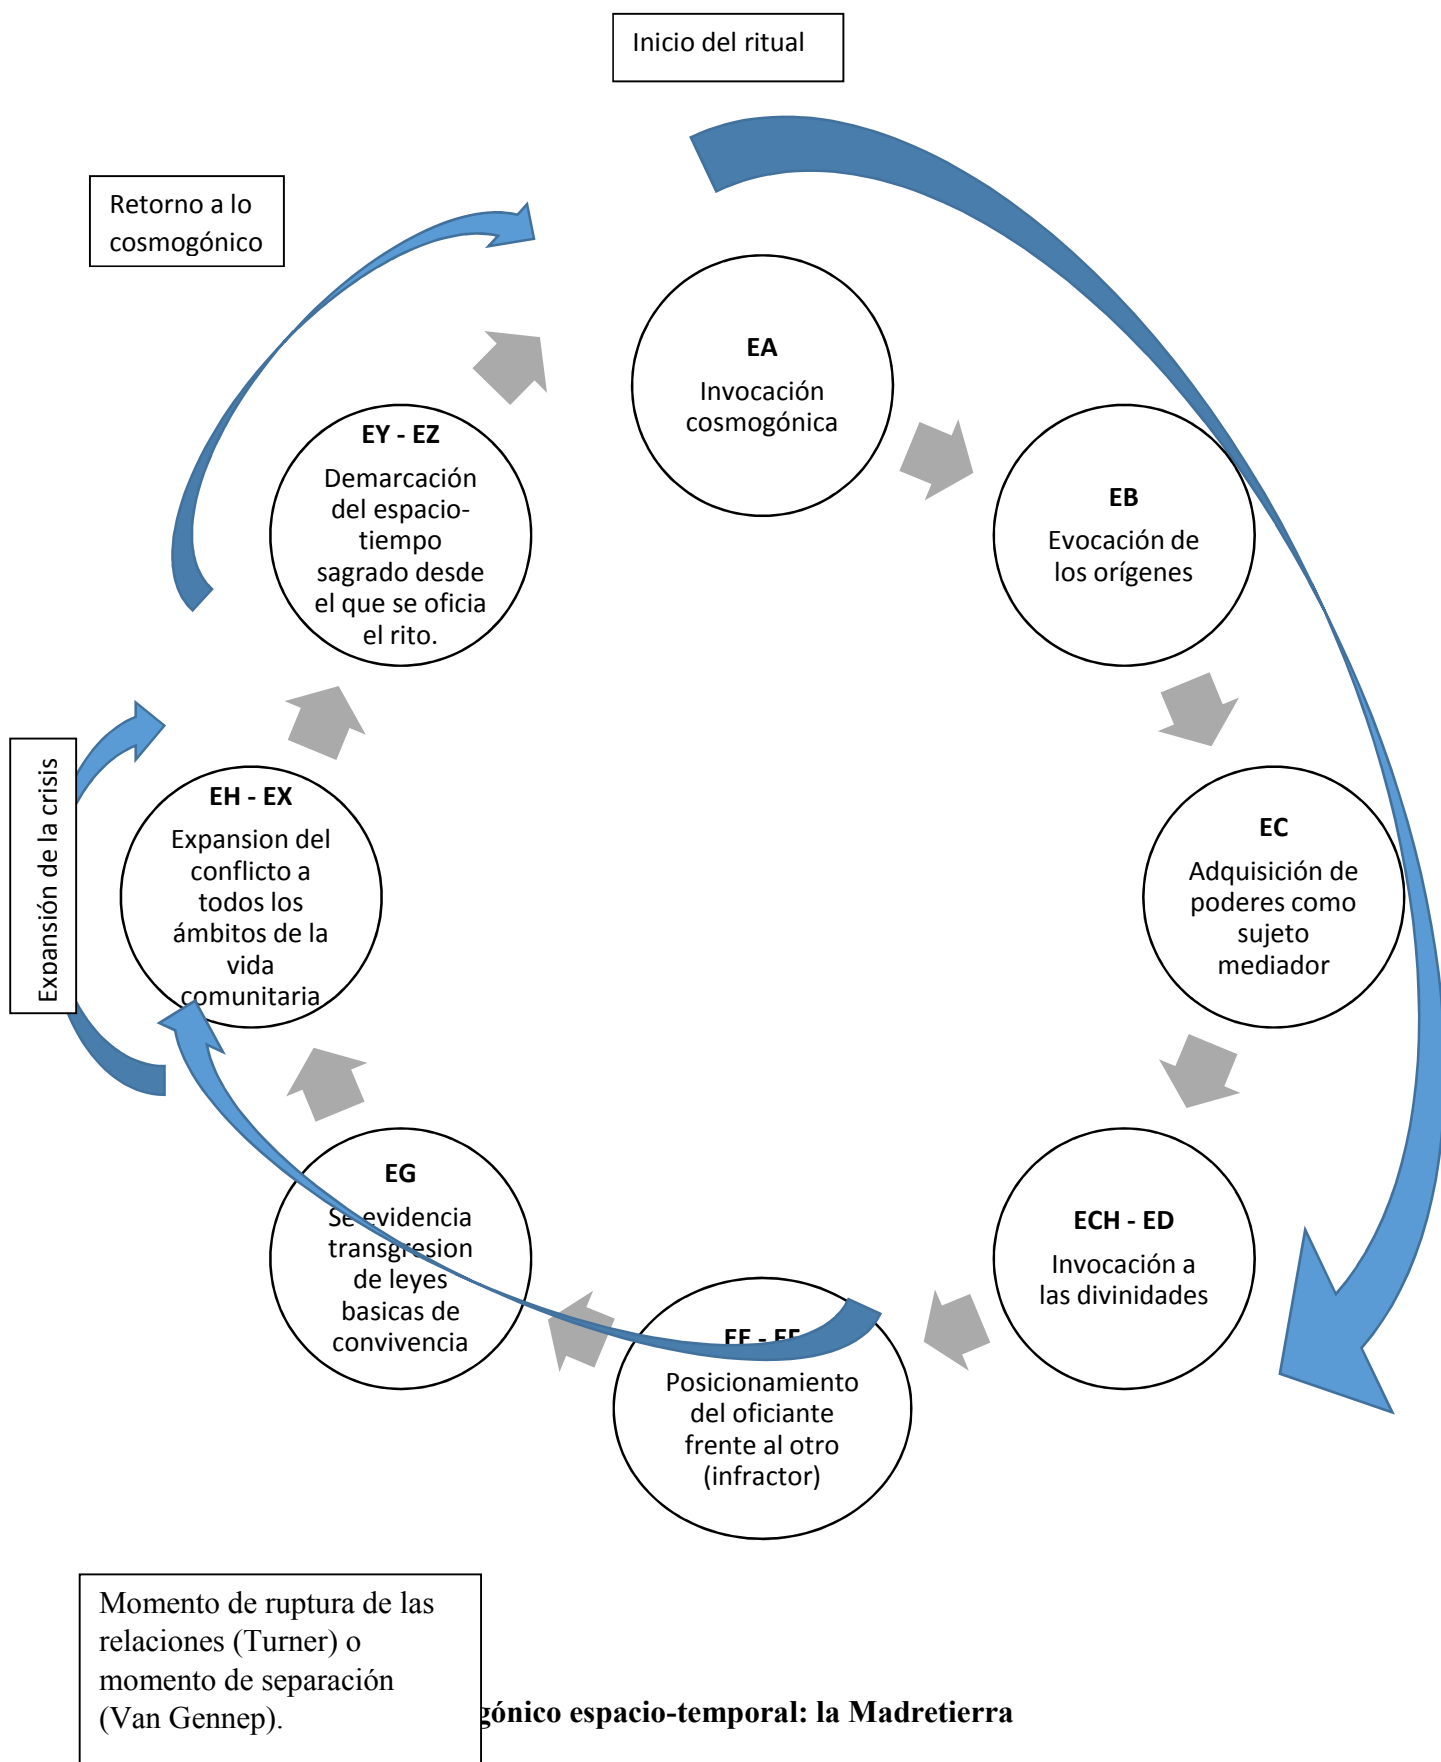 Inicio del ritual
Retorno a lo
cosmogónico
EA
Invocación
cosmogónica
EB
Evocación de
los orígenes
EC
Adquisición de
poderes como
sujeto
mediador
ECH - ED
Invocación a
las divinidades
Posicionamiento
del oficiante
frente al otro
(infractor)
EG
Se evidencia
transgresion
de leyes
basicas de
convivencia
EH - EX
Expansion del
conflicto a
todos los
ámbitos de la
vida
comunitaria
Expansión de la crisis
EY - EZ
Demarcación
del espacio-
tiempo
sagrado desde
el que se oficia
el rito.
Momento de ruptura de las
relaciones (Turner) o
momento de separación
(Van Gennep).
gónico espacio-temporal: la Madretierra